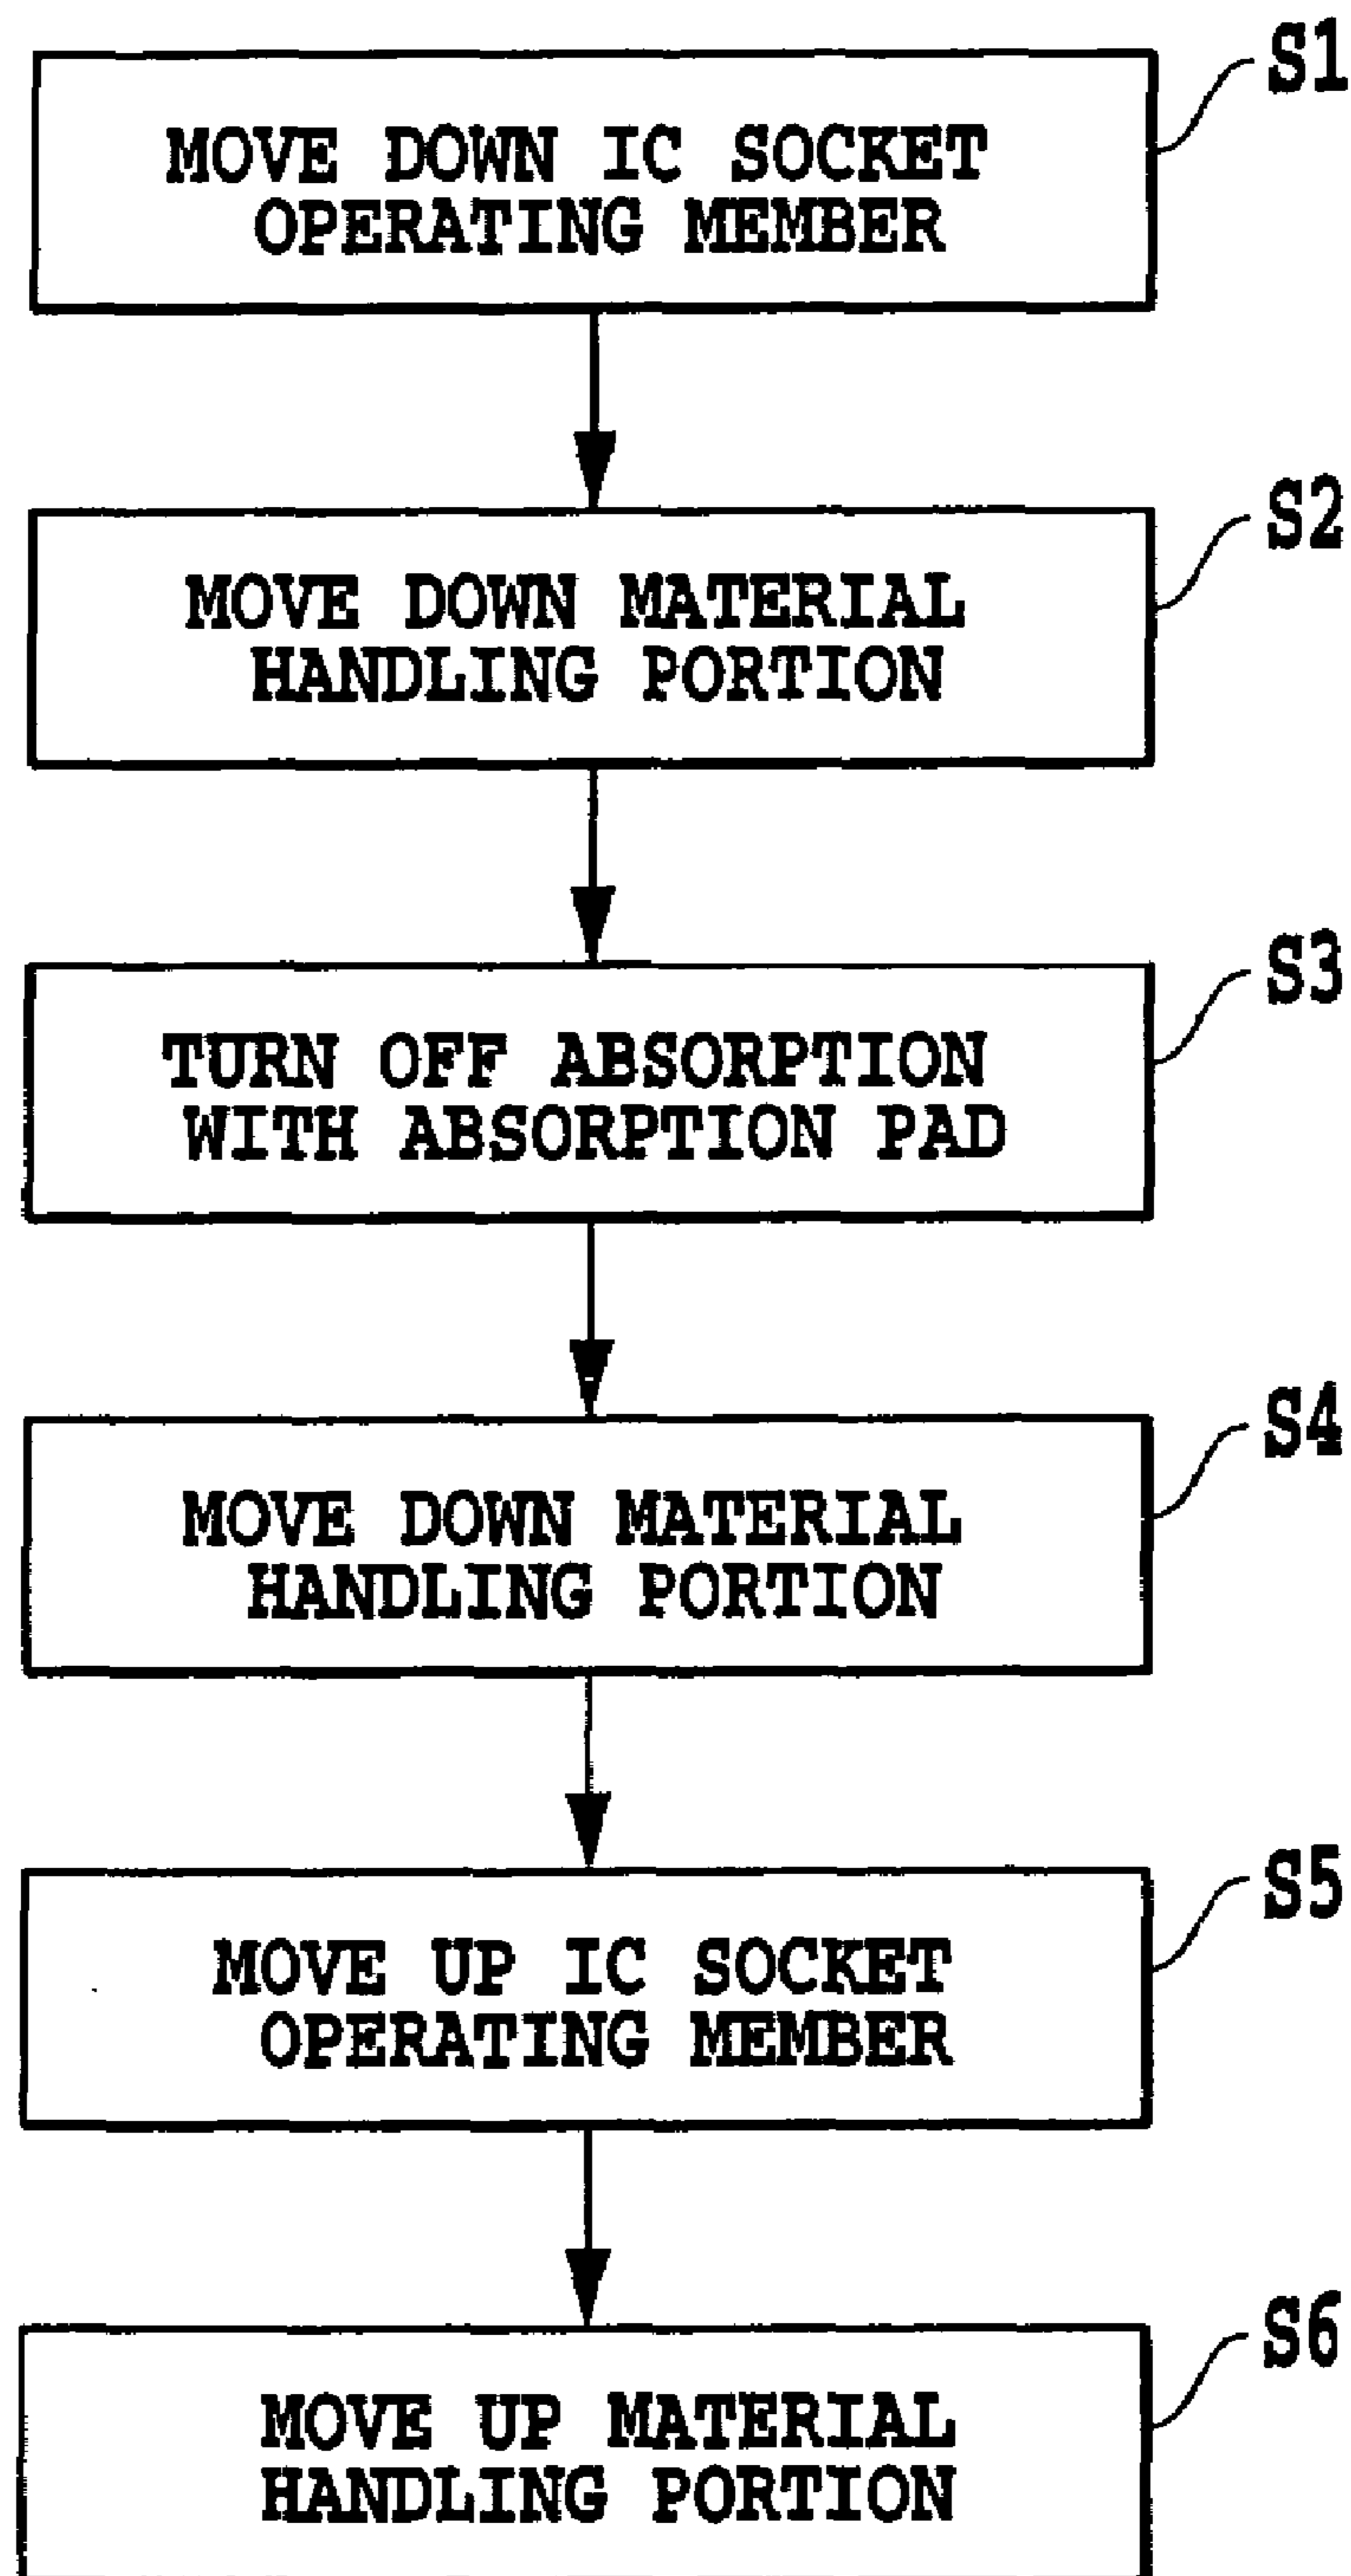 S1
MOVE DOWN IC SOCKET
OPERATING MEMBER
S2
MOVE DOWN MATERIAL
HANDLING PORTION
S3
TURN OFF ABSORPTION
WITH ABSORPTION PAD
S4
MOVE DOWN MATERIAL
HANDLING PORTION
S5
MOVE UP IC SOCKET
OPERATING MEMBER
S6
MOVE UP MATERIAL
HANDLING PORTION